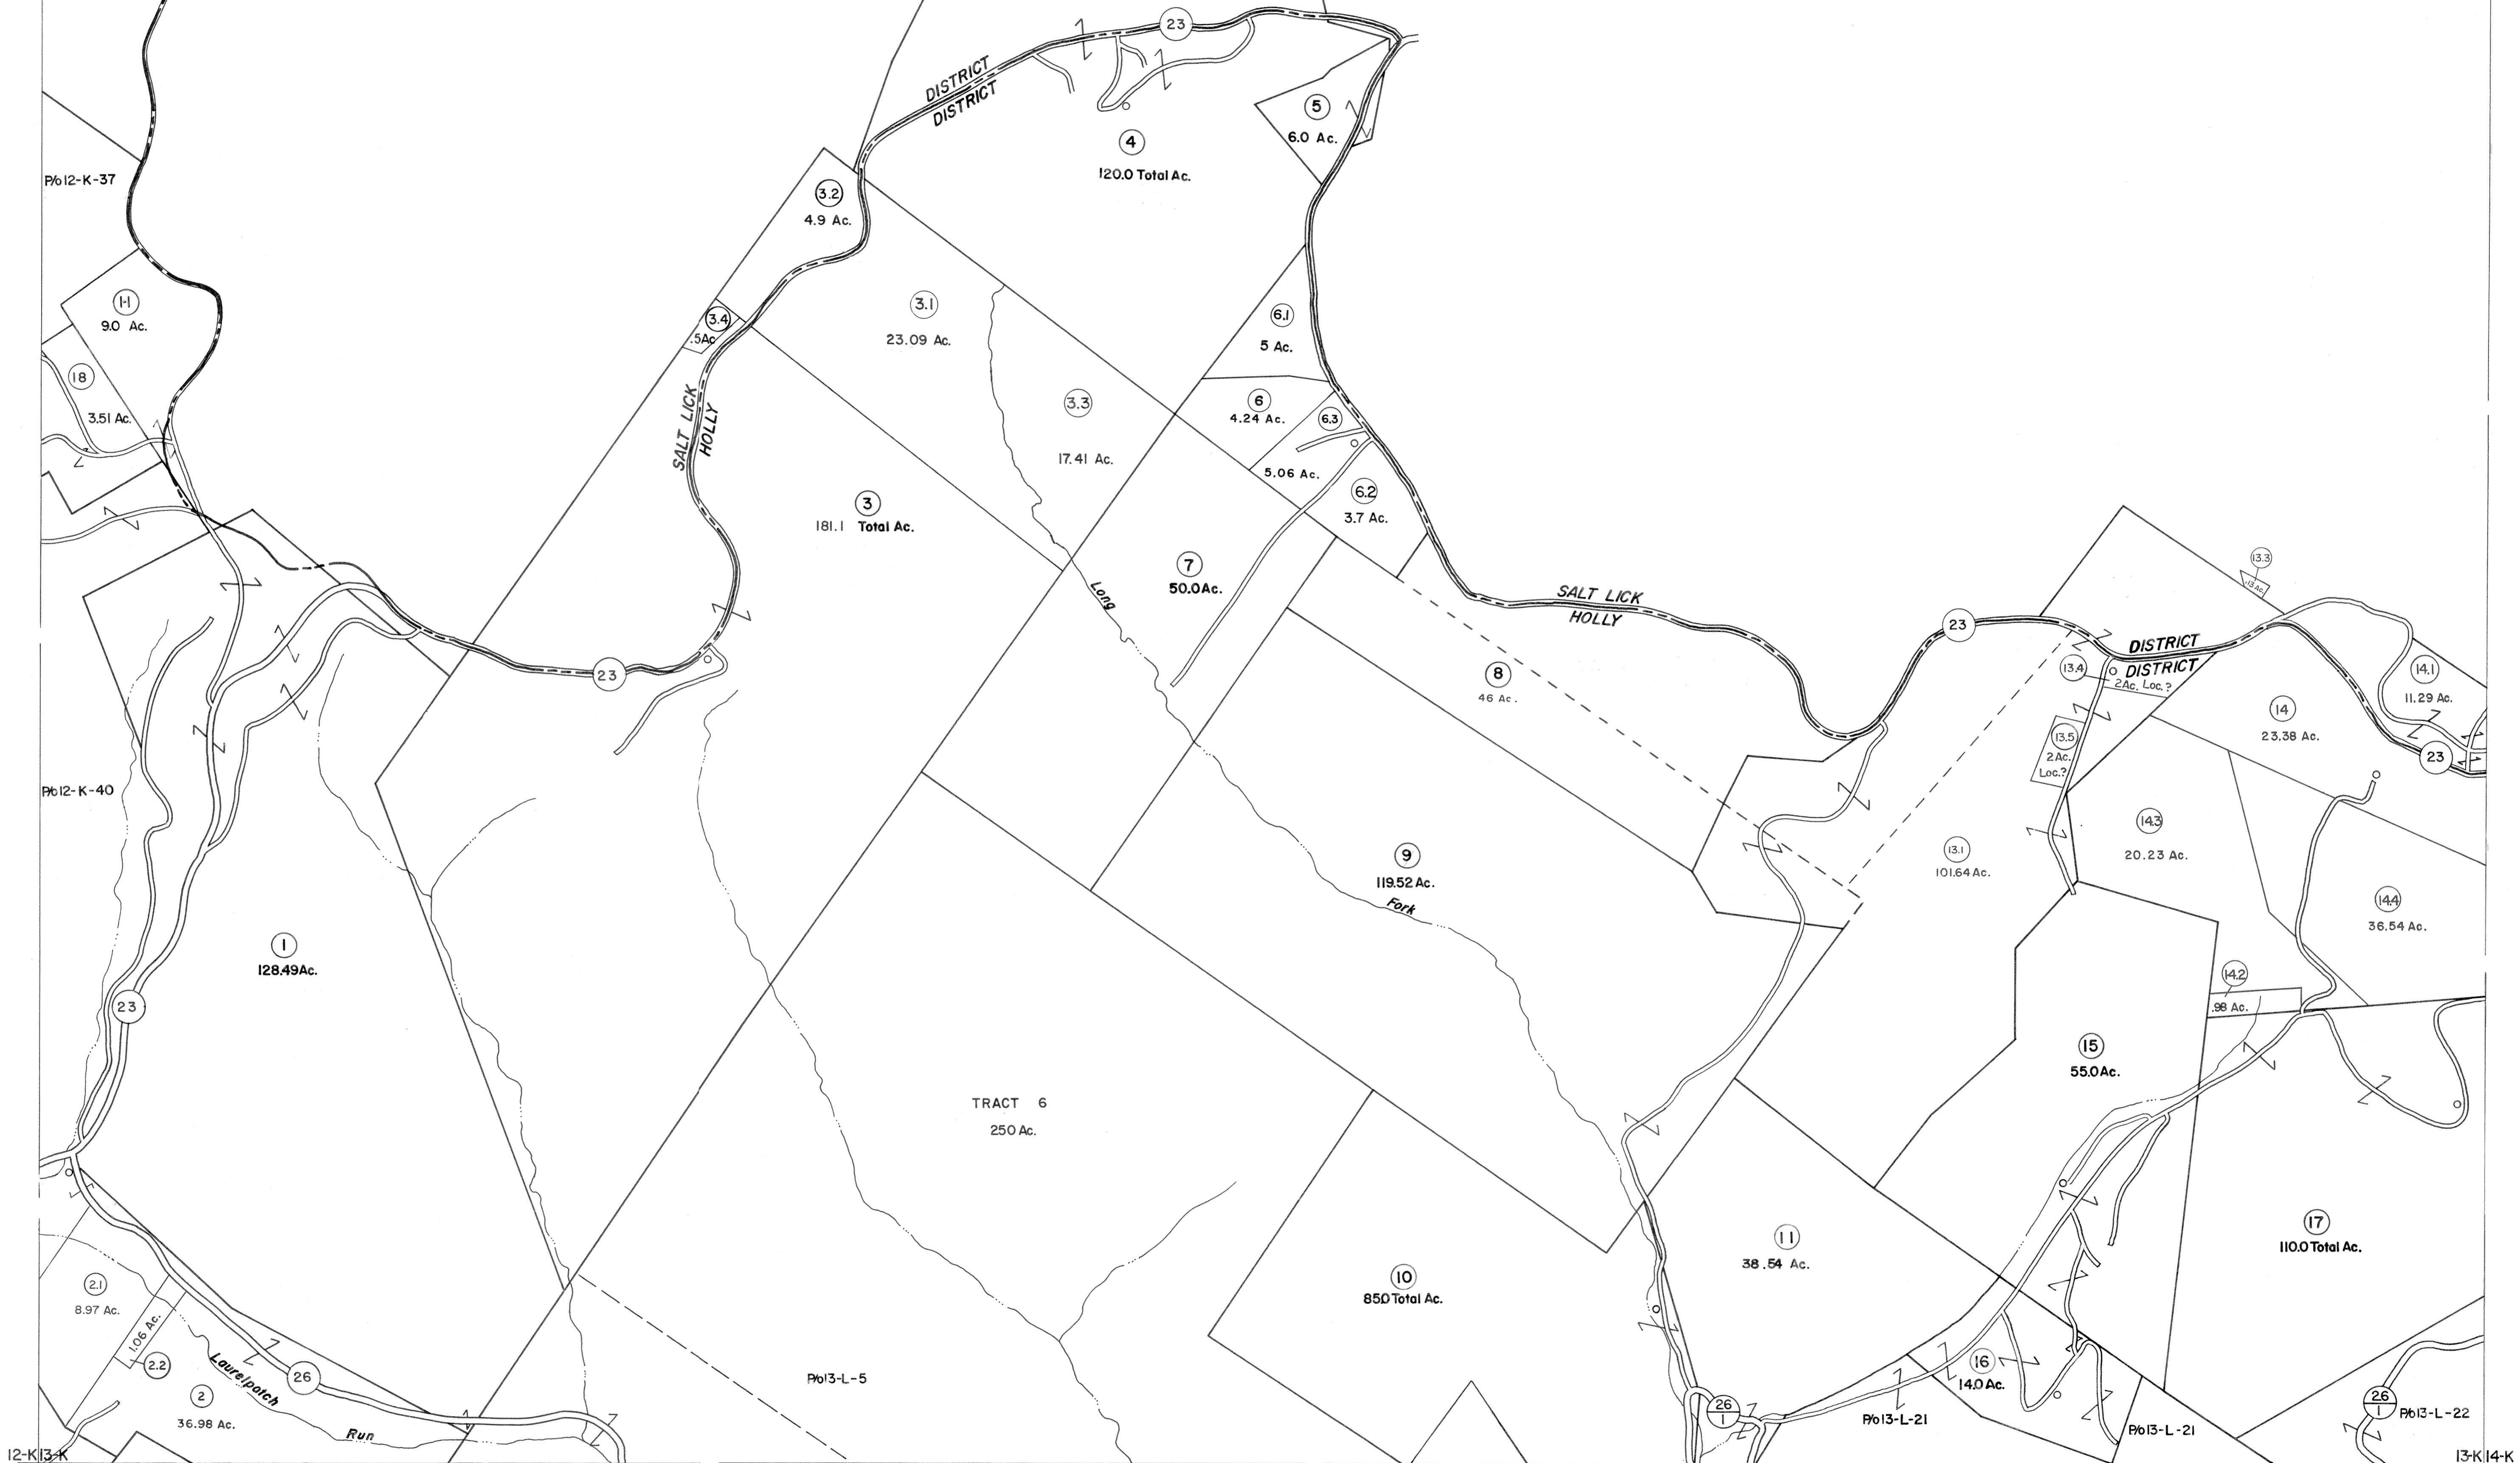 23
DISTRICT
DISTRICT
5
6.0 Ac.
4
120.0 Total Ac.
P/o 12-K-37
3.2
4.9 Ac.
1.1
9.0 Ac.
3.1
23.09 Ac.
3.4
.5Ac
6.1
5 Ac.
18
3.51 Ac.
SALT LICK
HOLLY
3.3
17.41 Ac.
6
4.24 Ac.
6.3
5.06 Ac.
6.2
3.7 Ac.
3
181.1 Total Ac.
7
50.0Ac.
Long
SALT LICK
HOLLY
13.3
.13 Ac.
23
DISTRICT
DISTRICT
13.4
2Ac. Loc.?
14.1
11.29 Ac.
23
8
46 Ac.
14
23.38 Ac.
13.5
2Ac.
Loc.?
23
P/o 12-K-40
14.3
20.23 Ac.
13.1
101.64 Ac.
9
119.52 Ac.
Fork
14.4
36.54 Ac.
1
128.49Ac.
14.2
.98 Ac.
23
15
55.0 Ac.
TRACT 6
250 Ac.
17
110.0 Total Ac.
11
38.54 Ac.
10
85.0 Total Ac.
2.1
8.97 Ac.
1.06 Ac.
2.2
26
Laurelpatch
Run
2
36.98 Ac.
P/o 13-L-5
16
14.0 Ac.
26
1
P/o 13-L-21
P/o 13-L-21
26
1
P/o 13-L-22
12-K 13-K
13-K 14-K